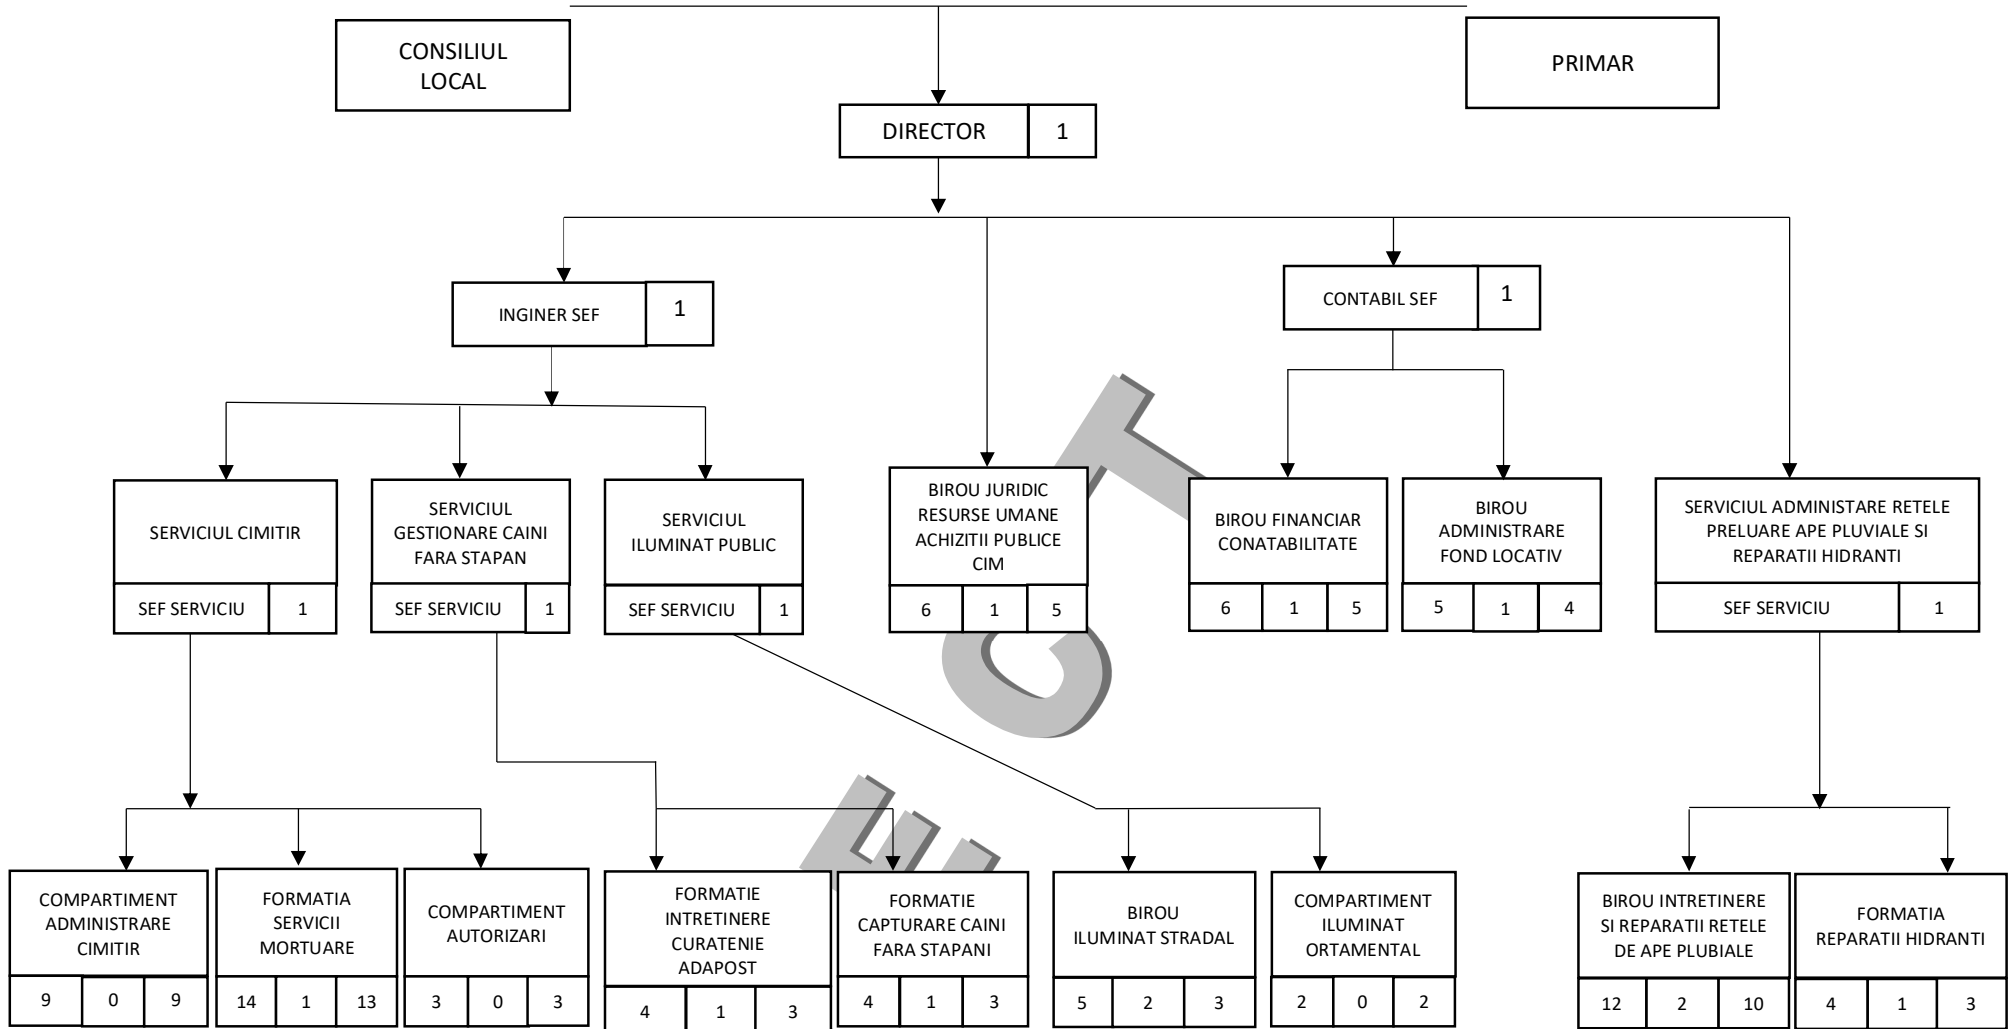 CONSILIUL
LOCAL
PRIMAR
DIRECTOR 1
INGINER SEF 1
CONTABIL SEF 1
SERVICIUL CIMITIR
SEF SERVICIU 1
SERVICIUL
GESTIONARE CAINI
FARA STAPAN
SEF SERVICIU 1
SERVICIUL
ILUMINAT PUBLIC
SEF SERVICIU 1
BIROU JURIDIC
RESURSE UMANE
ACHIZITII PUBLICE
CIM
6 1 5
BIROU FINANCIAR
CONATABILITATE
6 1 5
BIROU
ADMINISTRARE
FOND LOCATIV
5 1 4
SERVICIUL ADMINISTARE RETELE
PRELUARE APE PLUVIALE SI
REPARATII HIDRANTI
SEF SERVICIU 1
COMPARTIMENT
ADMINISTRARE
CIMITIR
9 0 9
FORMATIA
SERVICII
MORTUARE
14 1 13
COMPARTIMENT
AUTORIZARI
3 0 3
FORMATIE
INTRETINERE
CURATENIE
ADAPOST
4 1 3
FORMATIE
CAPTURARE CAINI
FARA STAPANI
4 1 3
BIROU
ILUMINAT STRADAL
5 2 3
COMPARTIMENT
ILUMINAT
ORTAMENTAL
2 0 2
BIROU INTRETINERE
SI REPARATII RETELE
DE APE PLUBIALE
12 2 10
FORMATIA
REPARATII HIDRANTI
4 1 3